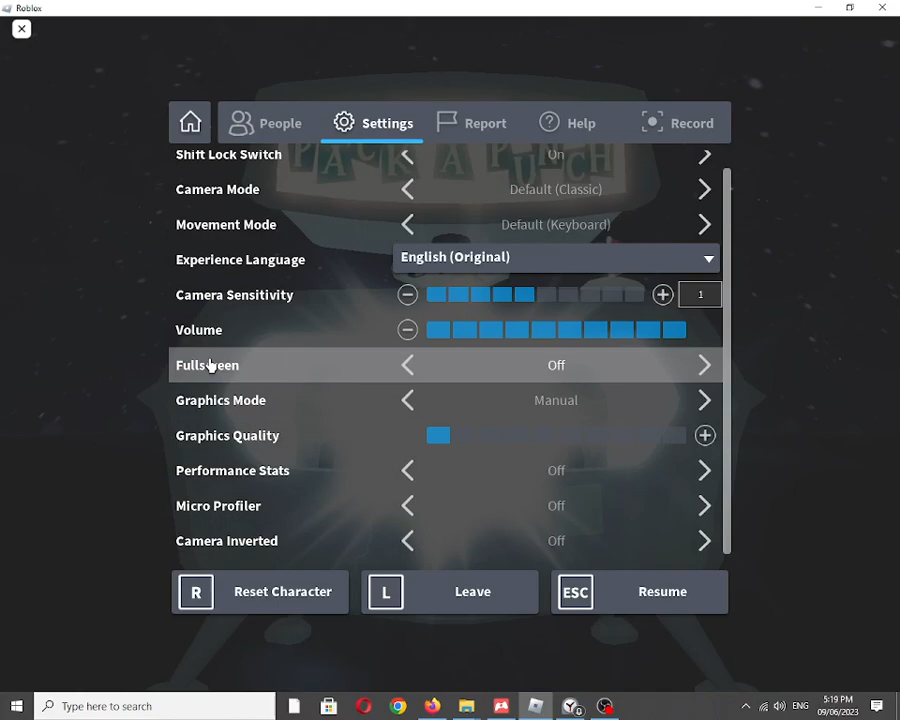 Roblox
People
Settings
Report
Help
Record
PACK A PUNCH
Shift Lock Switch
On
Camera Mode
Default (Classic)
Movement Mode
Default (Keyboard)
Experience Language
English (Original)
Camera Sensitivity
1
Volume
Fullscreen
Off
Graphics Mode
Manual
Graphics Quality
Performance Stats
Off
Micro Profiler
Off
Camera Inverted
Off
R
Reset Character
L
Leave
ESC
Resume
Type here to search
ENG
5:19 PM
09/06/2023